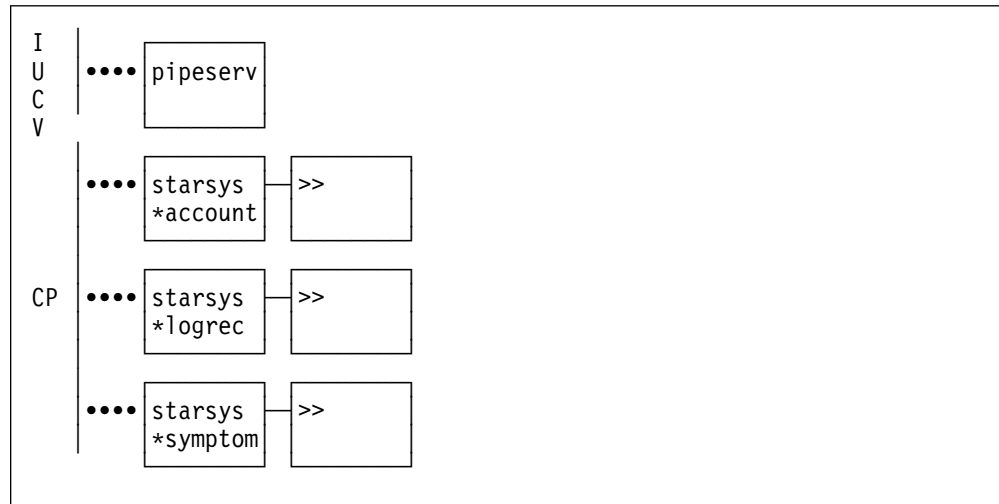 I
U •••• pipeserv
C
V
•••• starsys >>
*account
CP •••• starsys >>
*logrec
•••• starsys >>
*symptom